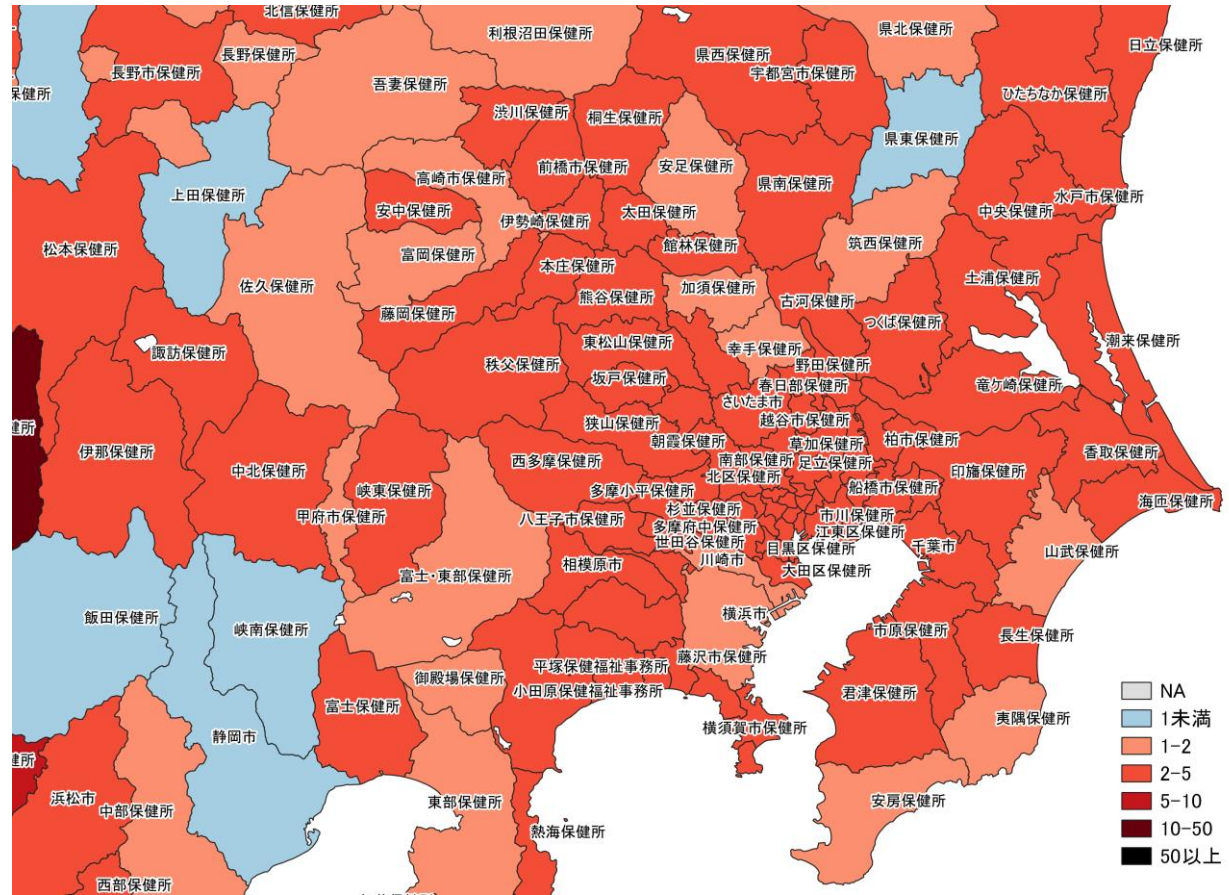 北信保健所
利根沼田保健所
県北保健所
日立保健所
長野市保健所
長野保健所
県西保健所
宇都宮市保健所
保健所
吾妻保健所
ひたちなか保健所
渋川保健所
桐生保健所
県東保健所
高崎市保健所
前橋市保健所
安足保健所
県南保健所
上田保健所
安中保健所
伊勢崎保健所
太田保健所
中央保健所
水戸市保健所
松本保健所
富岡保健所
館林保健所
筑西保健所
佐久保健所
本庄保健所
加須保健所
土浦保健所
藤岡保健所
熊谷保健所
古河保健所
つくば保健所
諏訪保健所
秩父保健所
東松山保健所
幸手保健所
野田保健所
潮来保健所
坂戸保健所
春日部保健所
竜ケ崎保健所
さいたま市
狭山保健所
越谷市保健所
朝霞保健所
草加保健所
柏市保健所
伊那保健所
中北保健所
西多摩保健所
南部保健所
足立保健所
印旛保健所
香取保健所
北区保健所
峡東保健所
多摩小平保健所
船橋市保健所
海匝保健所
甲府市保健所
八王子市保健所
杉並保健所
市川保健所
多摩府中保健所
江東区保健所
世田谷保健所
目黒区保健所
千葉市
山武保健所
富士・東部保健所
相模原市
川崎市
大田区保健所
飯田保健所
峡南保健所
横浜市
市原保健所
長生保健所
御殿場保健所
平塚保健福祉事務所
藤沢市保健所
小田原保健福祉事務所
君津保健所
富士保健所
横須賀市保健所
夷隅保健所
静岡市
浜松市
中部保健所
東部保健所
安房保健所
熱海保健所
西部保健所
NA
1未満
1-2
2-5
5-10
10-50
50以上